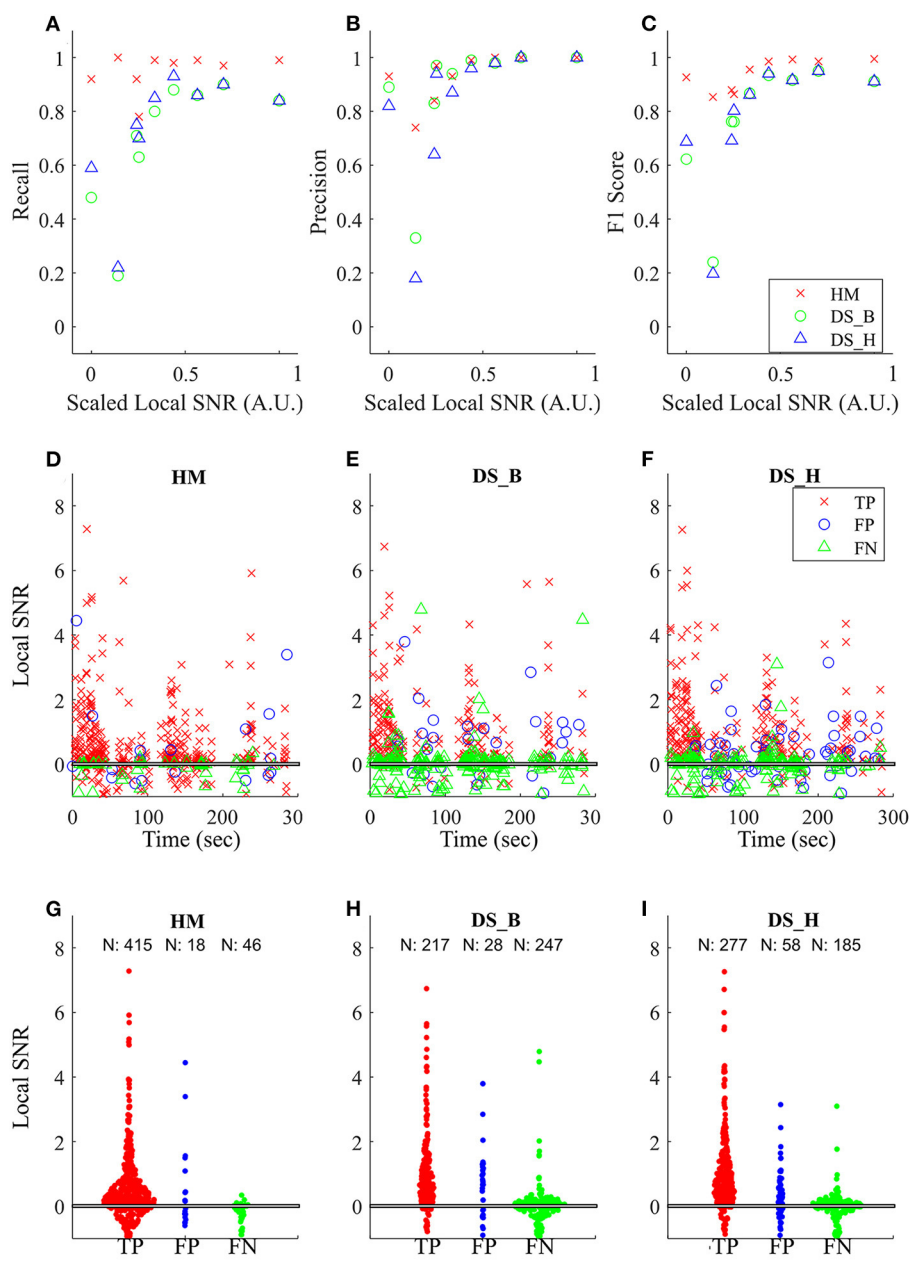 A
B
C
Recall
1
0.8
0.6
0.4
0.2
0
0
0.5
1
Scaled Local SNR (A.U.)
Precision
1
0.8
0.6
0.4
0.2
0
0
0.5
1
Scaled Local SNR (A.U.)
F1 Score
1
0.8
0.6
0.4
0.2
0
HM
DS_B
DS_H
0
0.5
1
Scaled Local SNR (A.U.)
D
E
F
HM
DS_B
DS_H
Local SNR
8
6
4
2
0
0
100
200
30
Time (sec)
8
6
4
2
0
0
100
200
30
Time (sec)
TP
FP
FN
8
6
4
2
0
0
100
200
300
Time (sec)
G
H
I
HM
DS_B
DS_H
Local SNR
N: 415 N: 18 N: 46
8
6
4
2
0
TP FP FN
N: 217 N: 28 N: 247
8
6
4
2
0
TP FP FN
N: 277 N: 58 N: 185
8
6
4
2
0
TP FP FN